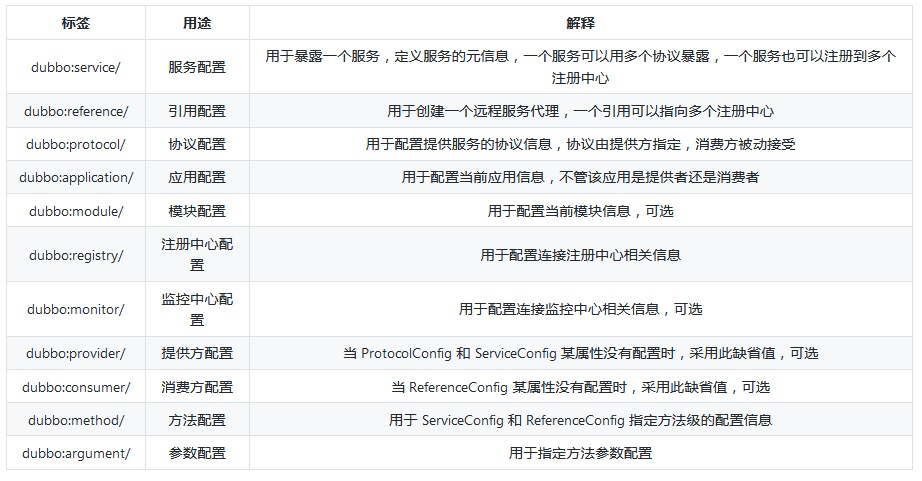 标签 用途 解释
dubbo:service/ 服务配置 用于暴露一个服务，定义服务的元信息，一个服务可以用多个协议暴露，一个服务也可以注册到多个
注册中心
dubbo:reference/ 引用配置 用于创建一个远程服务代理，一个引用可以指向多个注册中心
dubbo:protocol/ 协议配置 用于配置提供服务的协议信息，协议由提供方指定，消费方被动接受
dubbo:application/ 应用配置 用于配置当前应用信息，不管该应用是提供者还是消费者
dubbo:module/ 模块配置 用于配置当前模块信息，可选
dubbo:registry/ 注册中心配
置 用于配置连接注册中心相关信息
dubbo:monitor/ 监控中心配
置 用于配置连接监控中心相关信息，可选
dubbo:provider/ 提供方配置 当 ProtocolConfig 和 ServiceConfig 某属性没有配置时，采用此缺省值，可选
dubbo:consumer/ 消费方配置 当 ReferenceConfig 某属性没有配置时，采用此缺省值，可选
dubbo:method/ 方法配置 用于 ServiceConfig 和 ReferenceConfig 指定方法级的配置信息
dubbo:argument/ 参数配置 用于指定方法参数配置